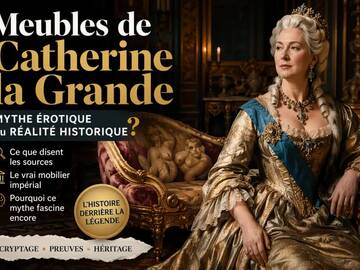 Meubles de
Catherine
la Grande
MYTHE ÉROTIQUE
ou RÉALITÉ HISTORIQUE ?
Ce que disent
les sources
Le vrai mobilier
impérial
Pourquoi ce
mythe fascine
encore
L'HISTOIRE
DERRIÈRE LA
LÉGENDE
CRYPTAGE • PREUVES • HÉRITAGE